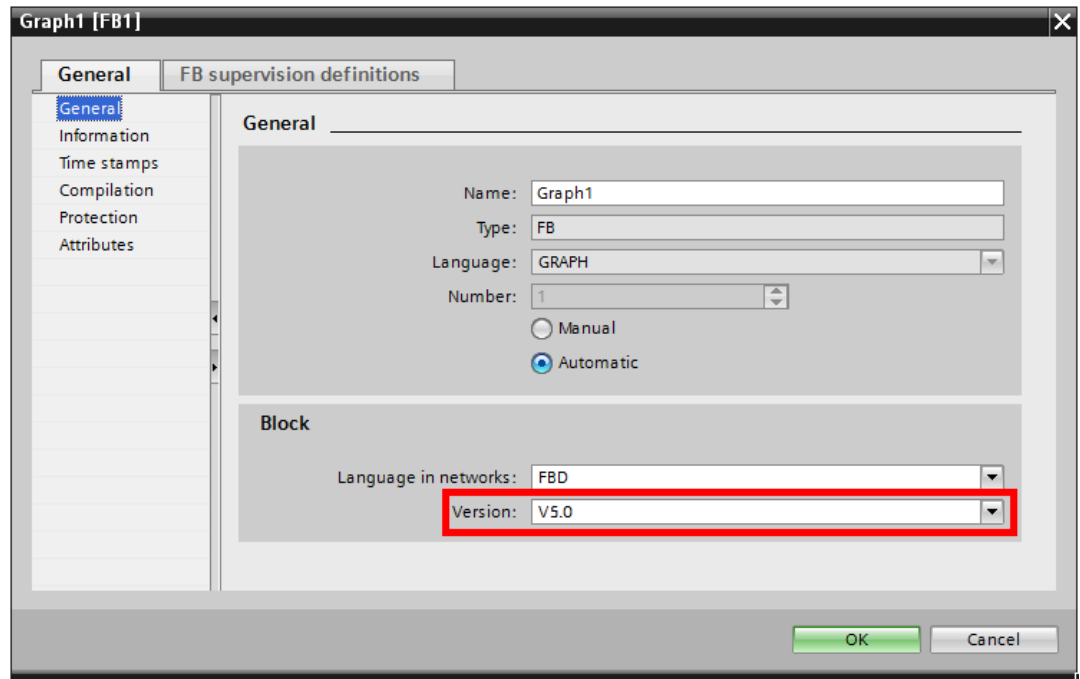 Graph1 [FB1]
General
FB supervision definitions
General
Information
Time stamps
Compilation
Protection
Attributes
General
Name: Graph1
Type: FB
Language: GRAPH
Number: 1
Manual
Automatic
Block
Language in networks: FBD
Version: V5.0
OK
Cancel